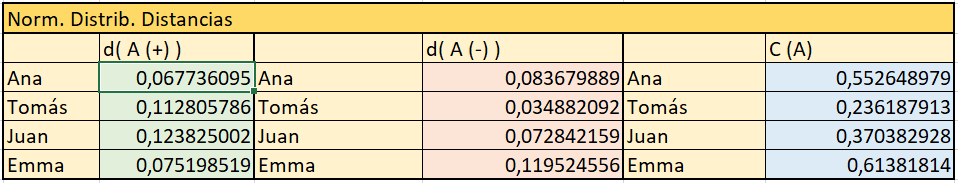 Norm. Distrib. Distancias
d( A (+) ) d( A (-) ) C (A)
Ana 0,067736095 Ana 0,083679889 Ana 0,552648979
Tomás 0,112805786 Tomás 0,034882092 Tomás 0,236187913
Juan 0,123825002 Juan 0,072842159 Juan 0,370382928
Emma 0,075198519 Emma 0,119524556 Emma 0,61381814